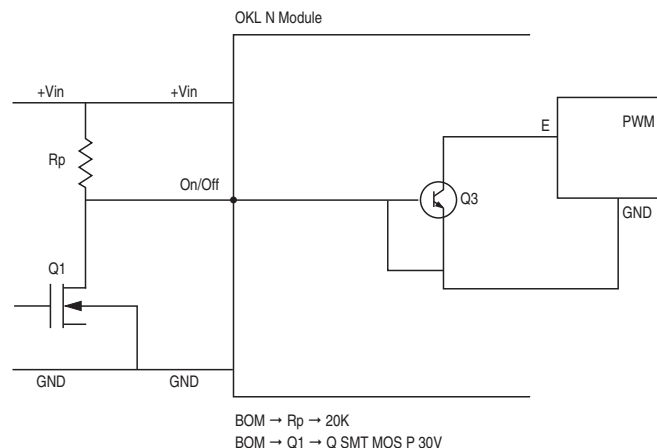 OKL N Module
+Vin +Vin
E PWM
Rp
On/Off
Q3
GND
Q1
GND GND
BOM → Rp → 20K
BOM → Q1 → Q SMT MOS P 30V